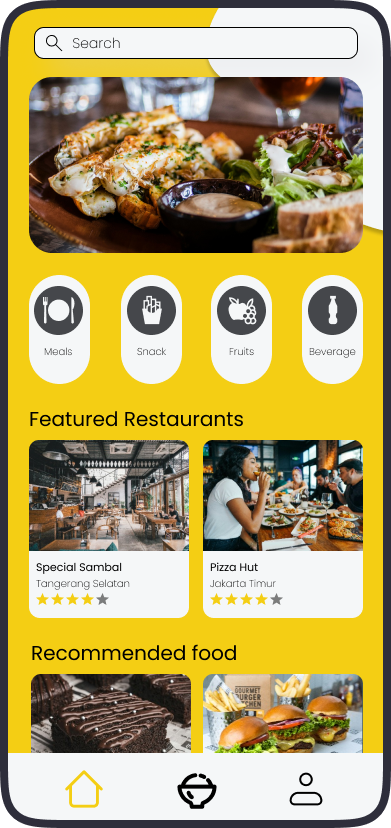 Search
Meals
Snack
Fruits
Beverage
Featured Restaurants
Special Sambal
Tangerang Selatan
Pizza Hut
Jakarta Timur
Recommended food
GOURMET
BURGER
KITCHEN